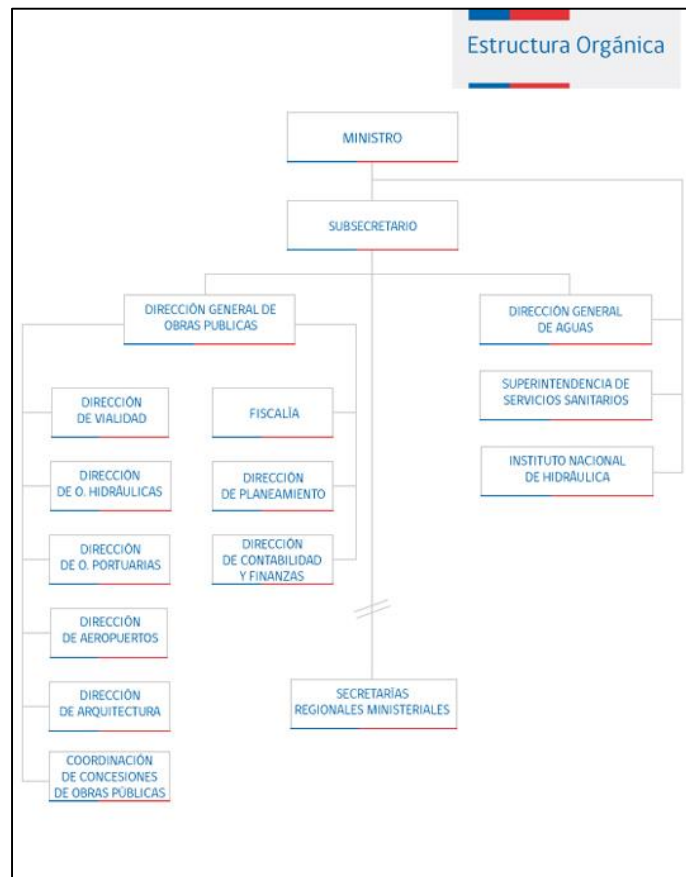 Estructura Orgánica
MINISTRO
SUBSECRETARIO
DIRECCIÓN GENERAL DE
OBRAS PUBLICAS
DIRECCIÓN GENERAL
DE AGUAS
DIRECCIÓN
DE VIALIDAD
FISCALÍA
SUPERINTENDENCIA DE
SERVICIOS SANITARIOS
DIRECCIÓN
DE O. HIDRÁULICAS
DIRECCIÓN
DE PLANEAMIENTO
INSTITUTO NACIONAL
DE HIDRÁULICA
DIRECCIÓN
DE O. PORTUARIAS
DIRECCIÓN
DE CONTABILIDAD
Y FINANZAS
DIRECCIÓN
DE AEROPUERTOS
DIRECCIÓN
DE ARQUITECTURA
SECRETARÍAS
REGIONALES MINISTERIALES
COORDINACIÓN
DE CONCESIONES
DE OBRAS PÚBLICAS